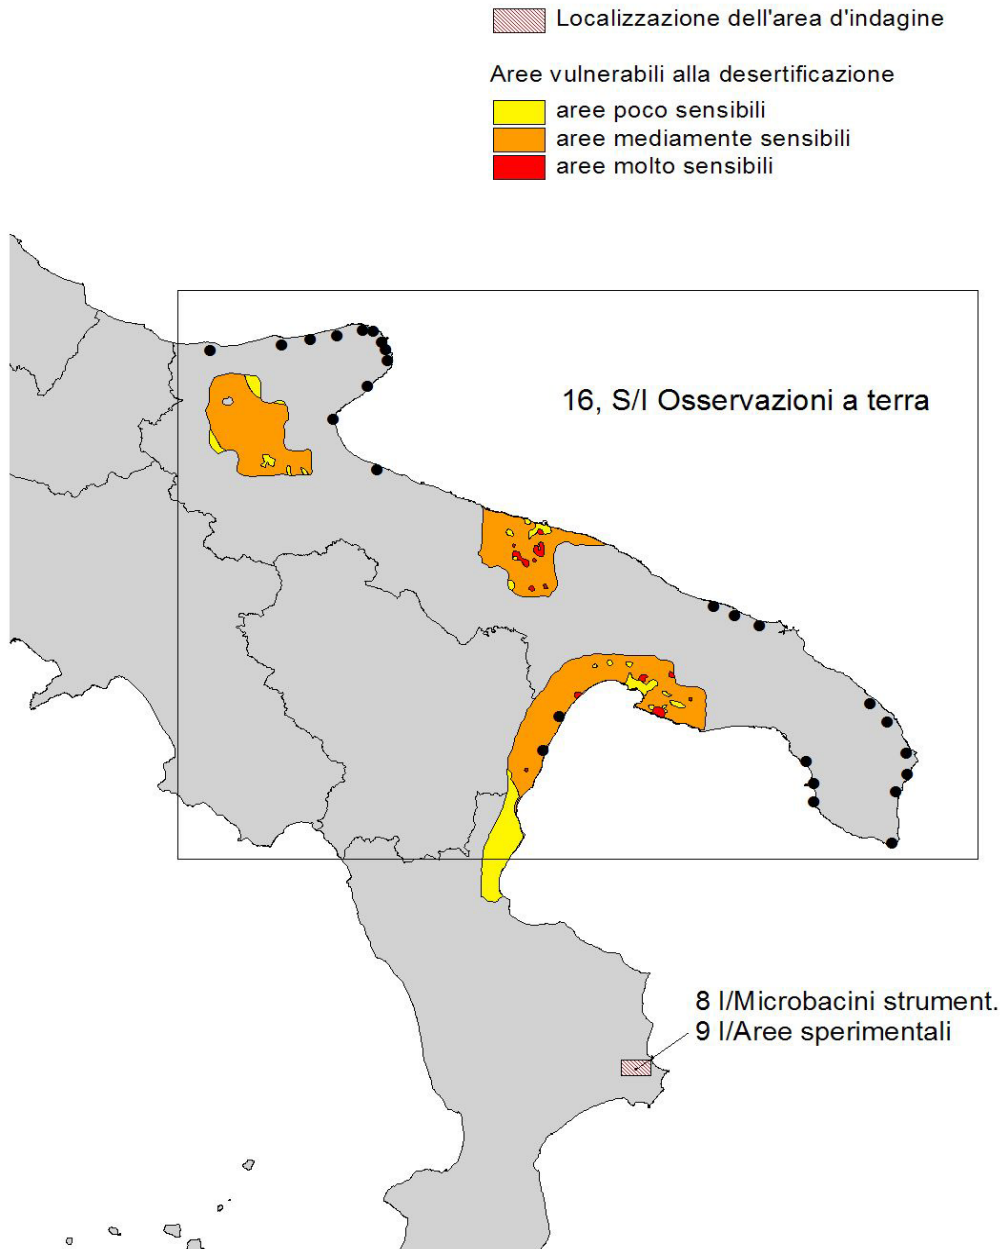 Localizzazione dell'area d'indagine
Aree vulnerabili alla desertificazione
aree poco sensibili
aree mediamente sensibili
aree molto sensibili
16, S/I Osservazioni a terra
8 I/Microbacini strument.
9 I/Aree sperimentali